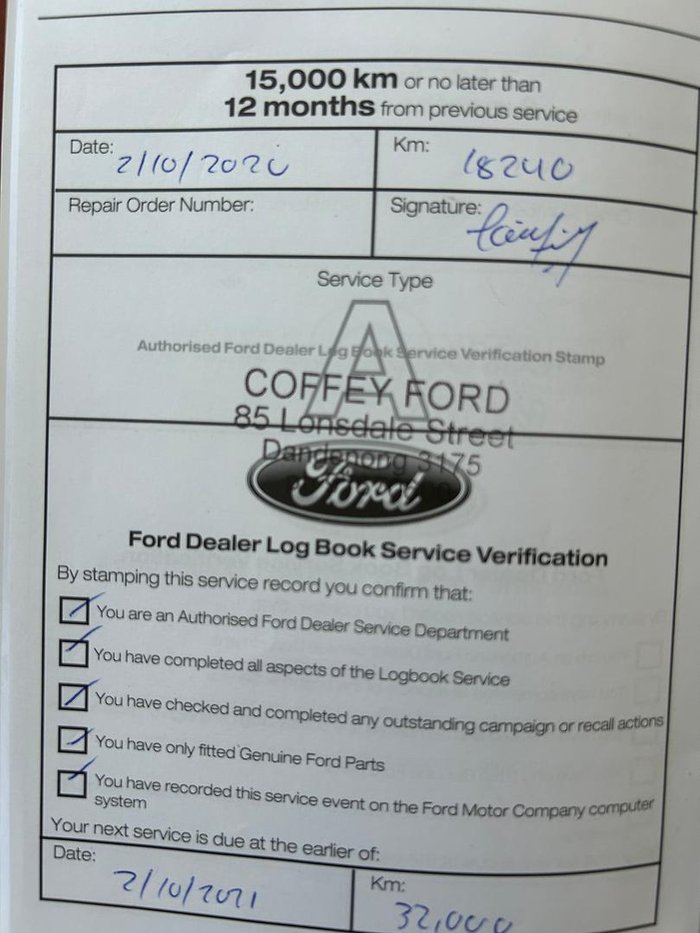 15,000 km or no later than
12 months from previous service
Date: 2/10/2020
Km: 18240
Repair Order Number:
Signature:
Service Type
A
Authorised Ford Dealer Log Book Service Verification Stamp
COFFEY FORD
85 Lonsdale Street
Dandenong 3175
Ford
Ford Dealer Log Book Service Verification
By stamping this service record you confirm that:
You are an Authorised Ford Dealer Service Department
You have completed all aspects of the Logbook Service
You have checked and completed any outstanding campaign or recall actions
You have only fitted Genuine Ford Parts
You have recorded this service event on the Ford Motor Company computer
system
Your next service is due at the earlier of:
Date: 2/10/2021
Km: 32,000